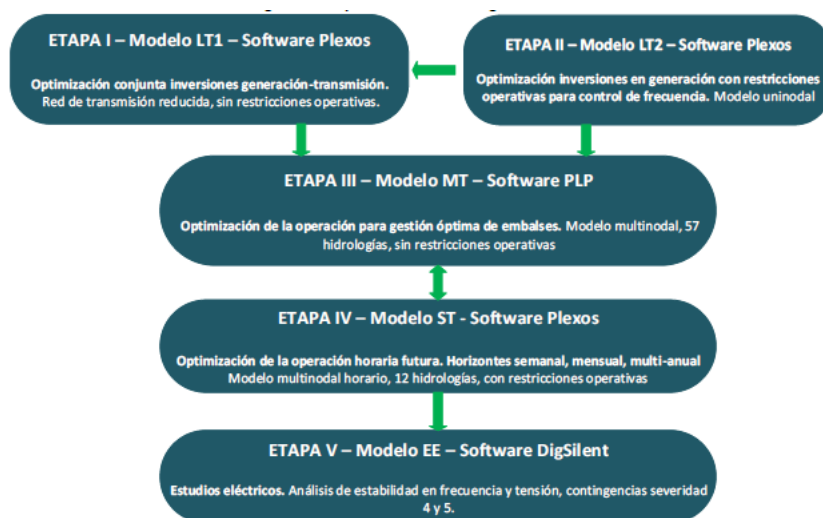 ETAPA I – Modelo LT1 – Software Plexos
Optimización conjunta inversiones generación-transmisión.
Red de transmisión reducida, sin restricciones operativas.
ETAPA II – Modelo LT2 – Software Plexos
Optimización inversiones en generación con restricciones
operativas para control de frecuencia. Modelo uninodal
ETAPA III – Modelo MT – Software PLP
Optimización de la operación para gestión óptima de embalses. Modelo multinodal, 57
hidrologías, sin restricciones operativas
ETAPA IV – Modelo ST - Software Plexos
Optimización de la operación horaria futura. Horizontes semanal, mensual, multi-anual
Modelo multinodal horario, 12 hidrologías, con restricciones operativas
ETAPA V – Modelo EE – Software DigSilent
Estudios eléctricos. Análisis de estabilidad en frecuencia y tensión, contingencias severidad
4 y 5.